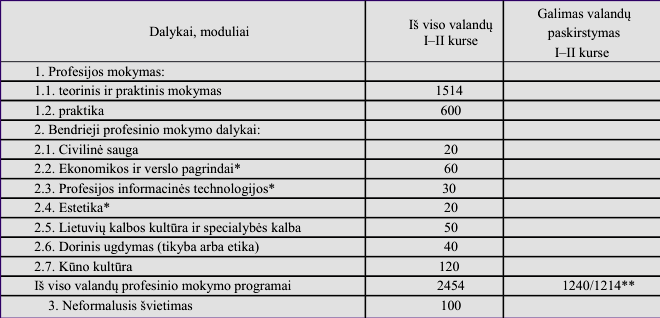 Dalykai, moduliai
Iš viso valandų
I–II kurse
Galimas valandų
paskirstymas
I–II kurse
1. Profesijos mokymas:
1.1. teorinis ir praktinis mokymas 1514
1.2. praktika 600
2. Bendrieji profesinio mokymo dalykai:
2.1. Civilinė sauga 20
2.2. Ekonomikos ir verslo pagrindai* 60
2.3. Profesijos informacinės technologijos* 30
2.4. Estetika* 20
2.5. Lietuvių kalbos kultūra ir specialybės kalba 50
2.6. Dorinis ugdymas (tikyba arba etika) 40
2.7. Kūno kultūra 120
Iš viso valandų profesinio mokymo programai 2454 1240/1214**
3. Neformalusis švietimas 100